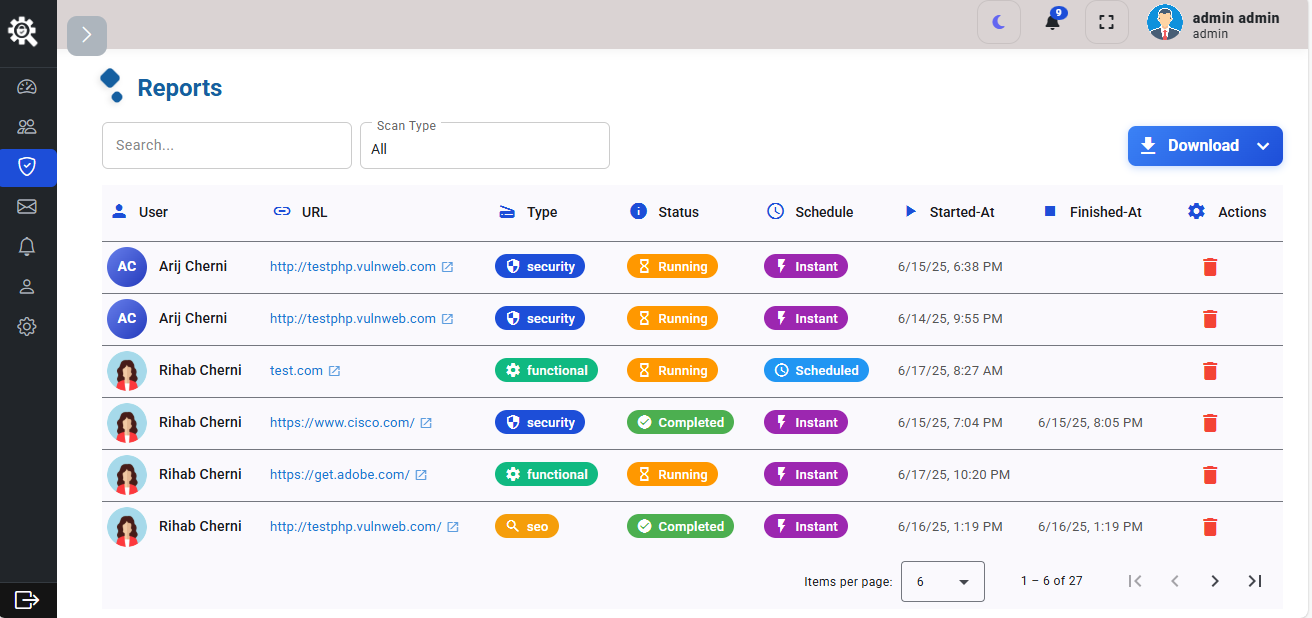 9
admin admin
admin
Reports
Search...
Scan Type
All
Download
User URL Type Status Schedule Started-At Finished-At Actions
AC Arij Cherni http://testphp.vulnweb.com security Running Instant 6/15/25, 6:38 PM
AC Arij Cherni http://testphp.vulnweb.com security Running Instant 6/14/25, 9:55 PM
Rihab Cherni test.com functional Running Scheduled 6/17/25, 8:27 AM
Rihab Cherni https://www.cisco.com/ security Completed Instant 6/15/25, 7:04 PM 6/15/25, 8:05 PM
Rihab Cherni https://get.adobe.com/ functional Running Instant 6/17/25, 10:20 PM
Rihab Cherni http://testphp.vulnweb.com/ seo Completed Instant 6/16/25, 1:19 PM 6/16/25, 1:19 PM
Items per page: 6 1 – 6 of 27